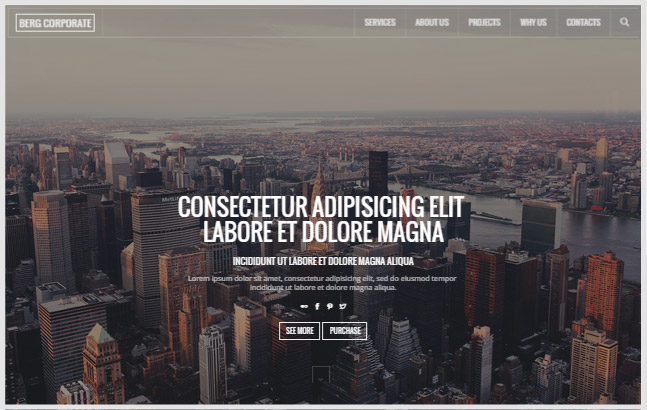 BERG CORPORATE
SERVICES
ABOUT US
PROJECTS
WHY US
CONTACTS
CONSECTETUR ADIPISICING ELIT
LABORE ET DOLORE MAGNA
INCIDIDUNT UT LABORE ET DOLORE MAGNA ALIQUA
Lorem ipsum dolor sit amet, consectetur adipisicing elit, sed do eiusmod tempor
incididunt ut labore et dolore magna aliqua.
SEE MORE
PURCHASE